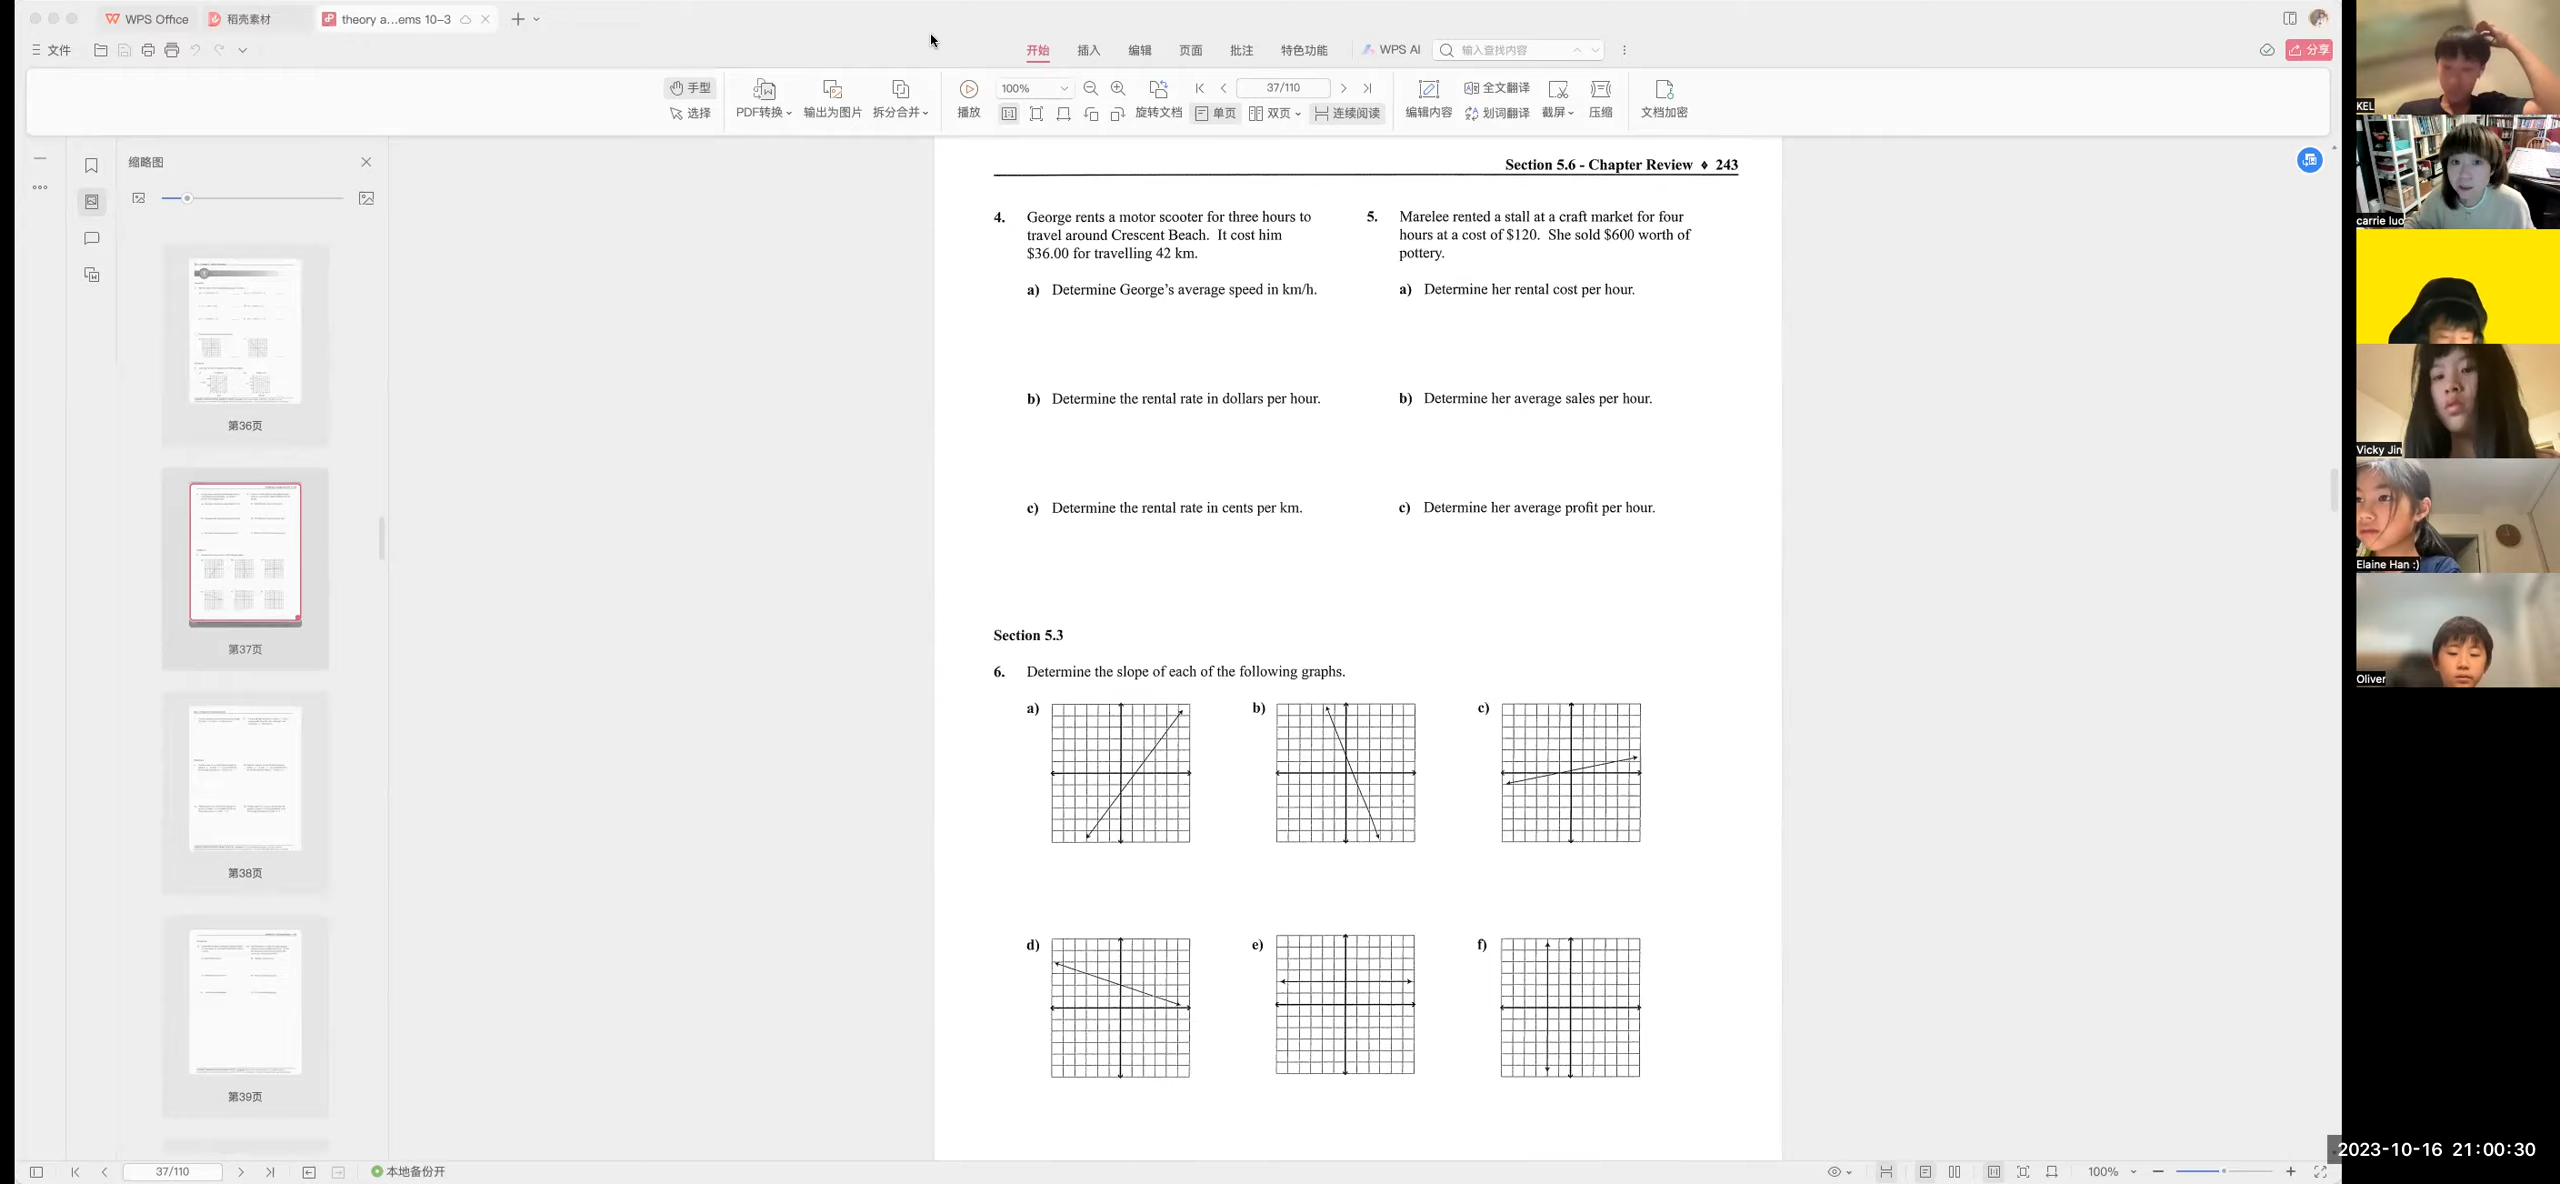 WPS Office
稻壳素材
theory a...ems 10-3
文件
开始
插入
编辑
页面
批注
特色功能
WPS AI
输入查找内容
分享
手型
选择
PDF转换
输出为图片
拆分合并
播放
100%
旋转文档
37/110
单页
双页
连续阅读
编辑内容
全文翻译
划词翻译
截屏
压缩
文档加密
缩略图
第36页
第37页
第38页
第39页
Section 5.6 - Chapter Review ♦ 243
4. George rents a motor scooter for three hours to
travel around Crescent Beach. It cost him
$36.00 for travelling 42 km.
a) Determine George's average speed in km/h.
b) Determine the rental rate in dollars per hour.
c) Determine the rental rate in cents per km.
5. Marelee rented a stall at a craft market for four
hours at a cost of $120. She sold $600 worth of
pottery.
a) Determine her rental cost per hour.
b) Determine her average sales per hour.
c) Determine her average profit per hour.
Section 5.3
6. Determine the slope of each of the following graphs.
a)
b)
c)
d)
e)
f)
37/110
本地备份开
100%
KEL
carrie luo
Vicky Jin
Elaine Han :)
Oliver
2023-10-16 21:00:30